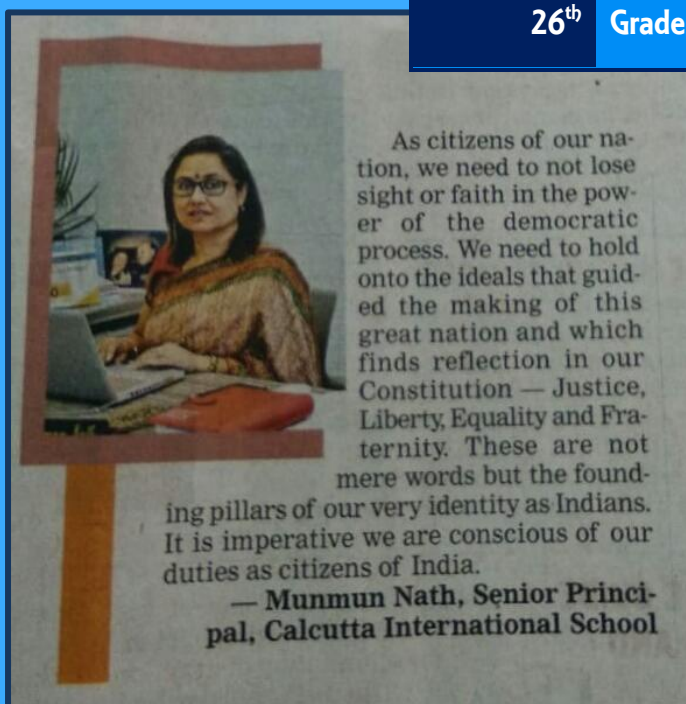 26th Grade
As citizens of our na-
tion, we need to not lose
sight or faith in the pow-
er of the democratic
process. We need to hold
onto the ideals that guid-
ed the making of this
great nation and which
finds reflection in our
Constitution — Justice,
Liberty, Equality and Fra-
ternity. These are not
mere words but the found-
ing pillars of our very identity as Indians.
It is imperative we are conscious of our
duties as citizens of India.
— Munmun Nath, Senior Princi-
pal, Calcutta International School